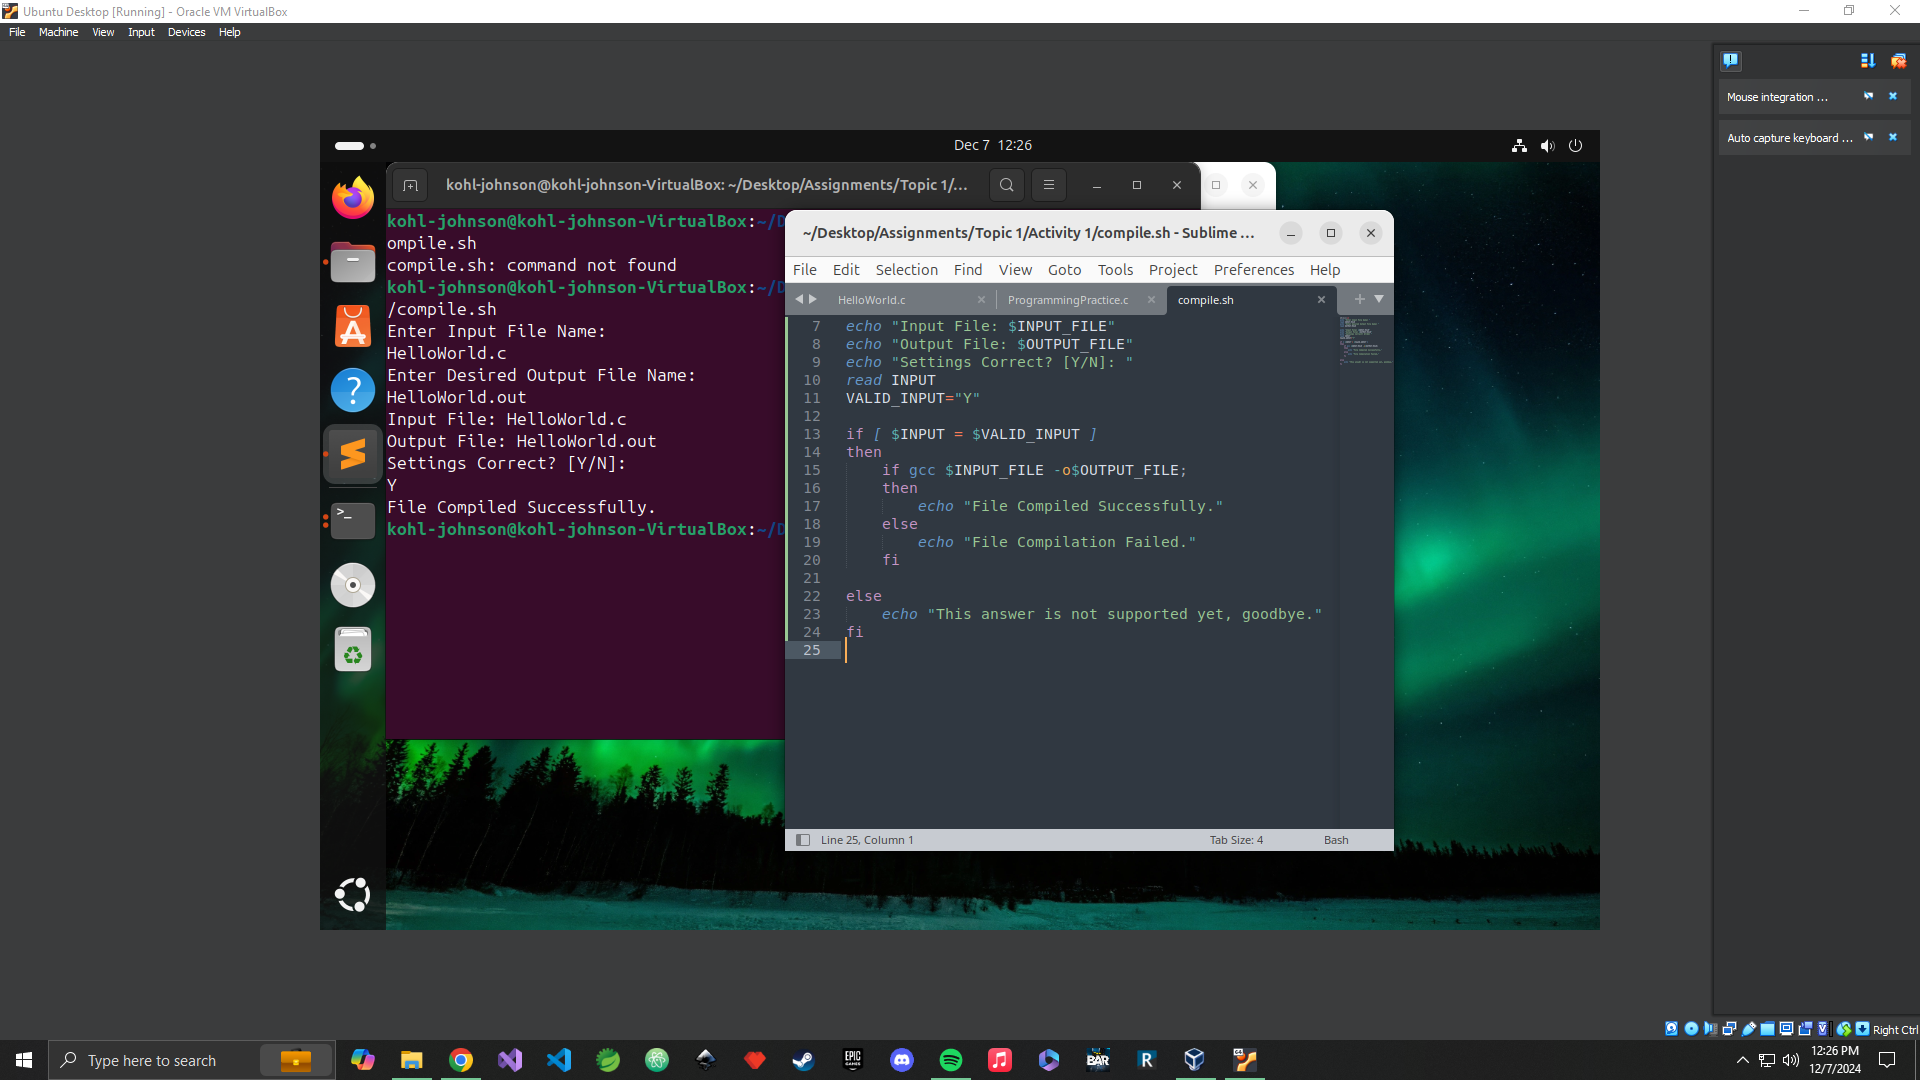 Ubuntu Desktop [Running] - Oracle VM VirtualBox
File Machine View Input Devices Help
Mouse integration ...
Auto capture keyboard ...
Dec 7 12:26
kohl-johnson@kohl-johnson-VirtualBox: ~/Desktop/Assignments/Topic 1/...
kohl-johnson@kohl-johnson-VirtualBox:~/D
ompile.sh
compile.sh: command not found
kohl-johnson@kohl-johnson-VirtualBox:~/D
/compile.sh
Enter Input File Name:
HelloWorld.c
Enter Desired Output File Name:
HelloWorld.out
Input File: HelloWorld.c
Output File: HelloWorld.out
Settings Correct? [Y/N]:
Y
File Compiled Successfully.
kohl-johnson@kohl-johnson-VirtualBox:~/D
~/Desktop/Assignments/Topic 1/Activity 1/compile.sh - Sublime ...
File Edit Selection Find View Goto Tools Project Preferences Help
HelloWorld.c ProgrammingPractice.c compile.sh
7 echo "Input File: $INPUT_FILE"
8 echo "Output File: $OUTPUT_FILE"
9 echo "Settings Correct? [Y/N]: "
10 read INPUT
11 VALID_INPUT="Y"
12
13 if [ $INPUT = $VALID_INPUT ]
14 then
15 if gcc $INPUT_FILE -o$OUTPUT_FILE;
16 then
17 echo "File Compiled Successfully."
18 else
19 echo "File Compilation Failed."
20 fi
21
22 else
23 echo "This answer is not supported yet, goodbye."
24 fi
25
Line 25, Column 1 Tab Size: 4 Bash
Right Ctrl
Type here to search
EPIC GAMES
BAR
R
12:26 PM
12/7/2024